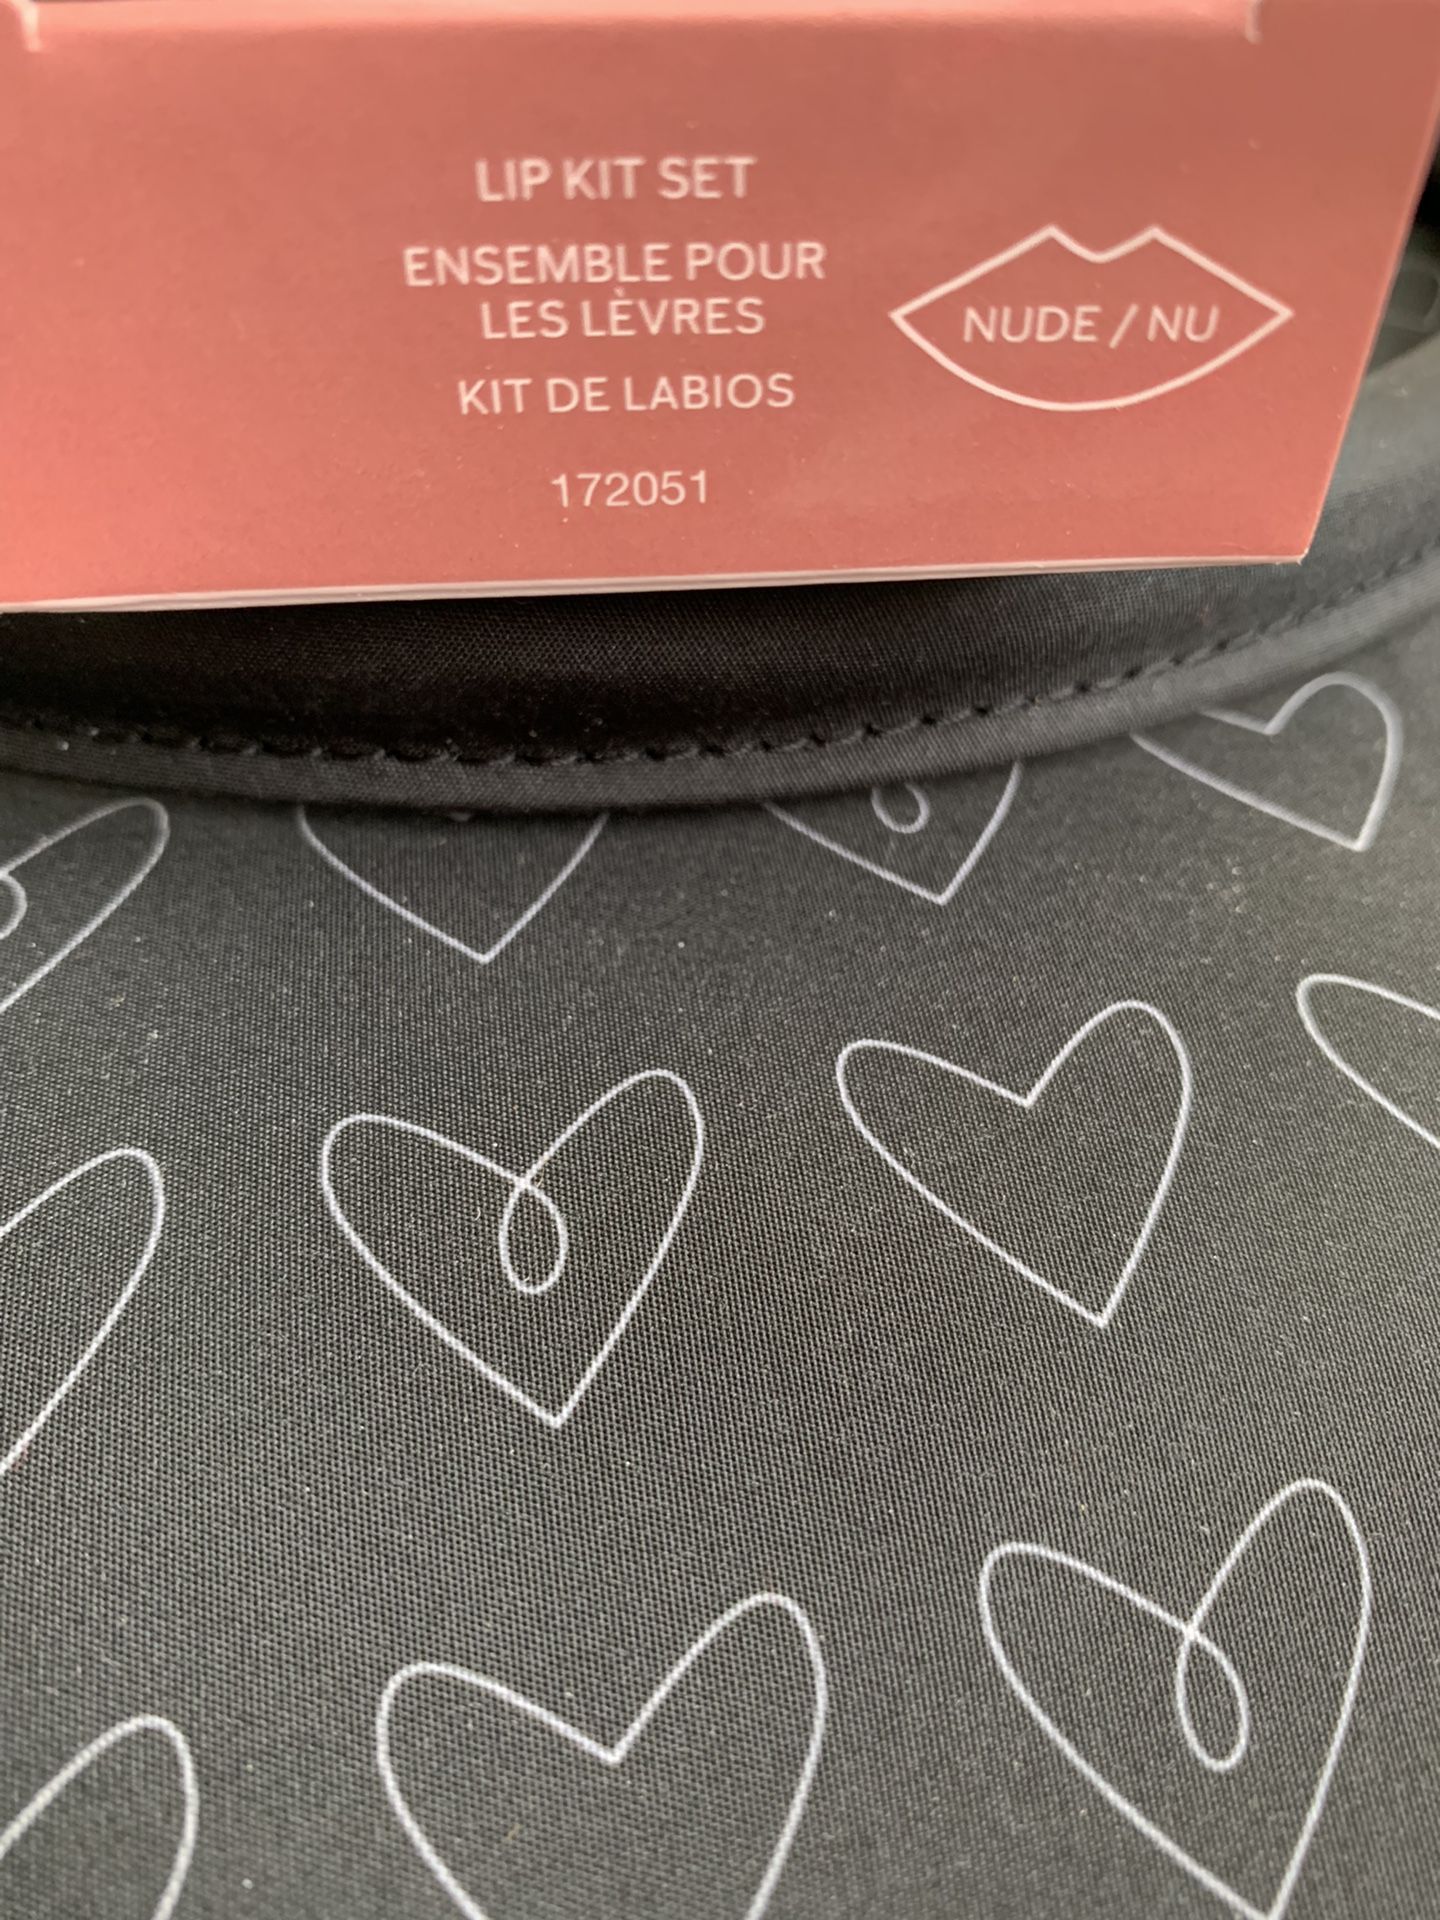 LIP KIT SET
ENSEMBLE POUR
LES LÈVRES
KIT DE LABIOS
172051
NUDE / NU